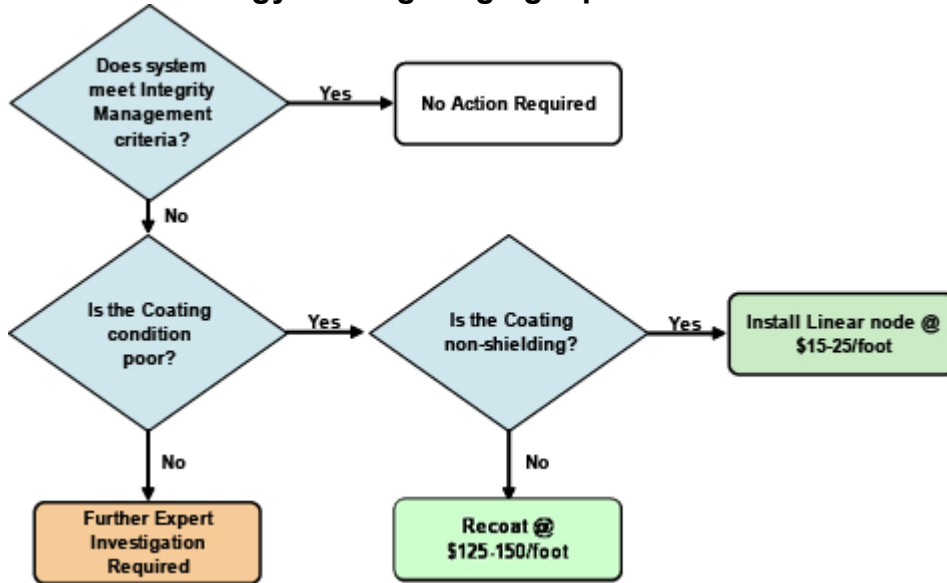 Does system
meet Integrity
Management
criteria?
Yes
No Action Required
No
Is the Coating
condition
poor?
Yes
Is the Coating
non-shielding?
Yes
Install Linear node @
$15-25/foot
No
No
Further Expert
Investigation
Required
Recoat @
$125-150/foot